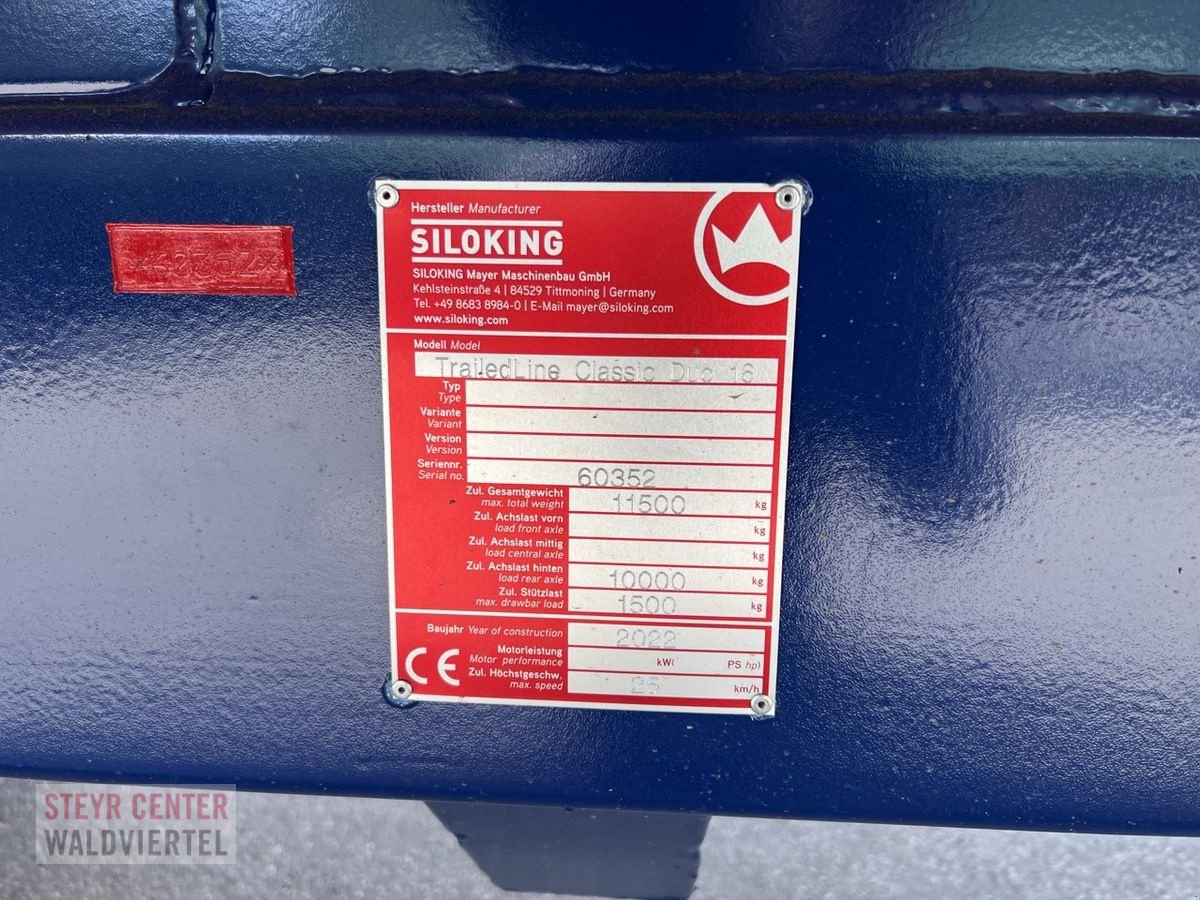 Hersteller Manufacturer
SILOKING
SILOKING Mayer Maschinenbau GmbH
Kehlsteinstraße 4 | 84529 Tittmoning | Germany
Tel. +49 8683 8984-0 | E-Mail mayer@siloking.com
www.siloking.com
Modell Model
TrailedLine Classic Duo 16
Typ
Type
Variante
Variant
Version
Version
Seriennr.
Serial no. 60352
Zul. Gesamtgewicht
max. total weight 11500 kg
Zul. Achslast vorn
load front axle kg
Zul. Achslast mittig
load central axle kg
Zul. Achslast hinten
load rear axle 10000 kg
Zul. Stützlast
max. drawbar load 1500 kg
Baujahr Year of construction 2022
Motorleistung
Motor performance kW( PS hp)
CE
Zul. Höchstgeschw.
max. speed 25 km/h
STEYR CENTER
WALDVIERTEL